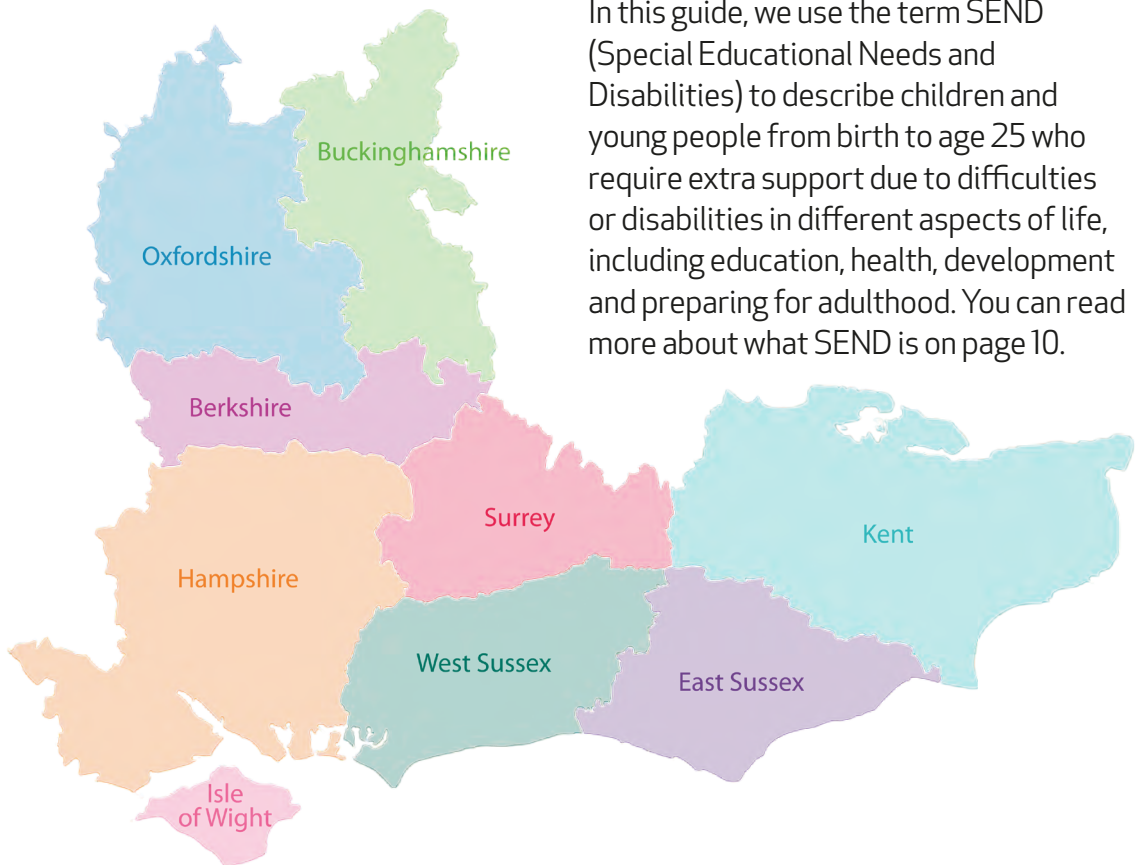 In this guide, we use the term SEND
(Special Educational Needs and
Disabilities) to describe children and
young people from birth to age 25 who
require extra support due to difficulties
or disabilities in different aspects of life,
including education, health, development
and preparing for adulthood. You can read
more about what SEND is on page 10.
Buckinghamshire
Oxfordshire
Berkshire
Surrey
Kent
Hampshire
West Sussex
East Sussex
Isle
of Wight